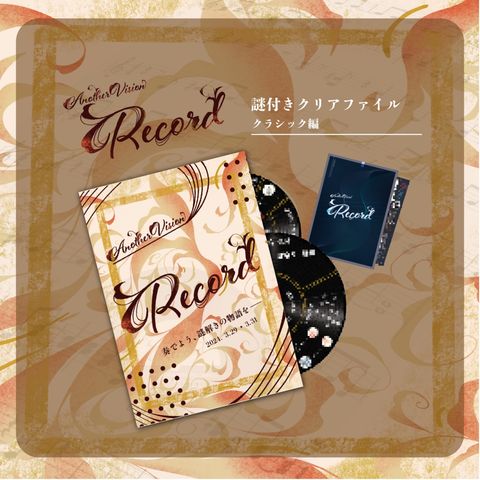 AnotherVision
Record
謎付きクリアファイル
クラシック編
AnotherVision
Record
奏でよう、謎解きの物語を
2024. 3.29 - 3.31
AnotherVision
Record